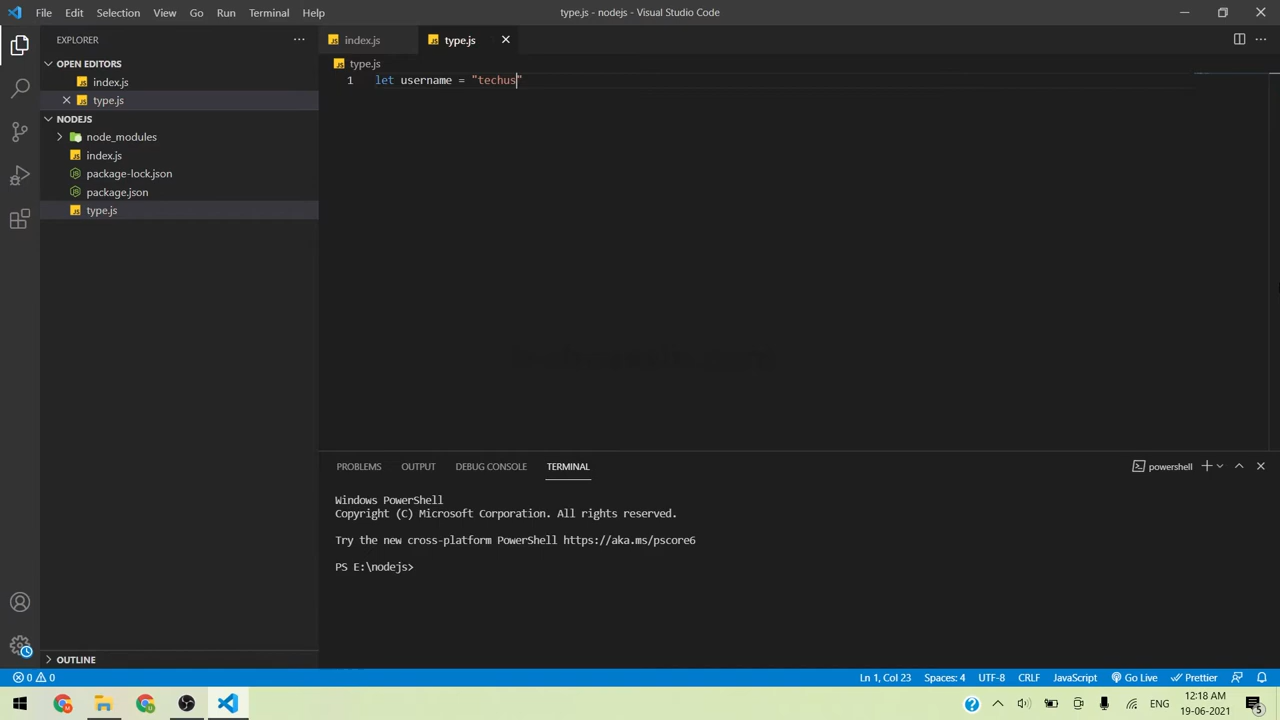 File Edit Selection View Go Run Terminal Help type.js - nodejs - Visual Studio Code
EXPLORER
index.js type.js
OPEN EDITORS
index.js
type.js
NODEJS
node_modules
index.js
package-lock.json
package.json
type.js
OUTLINE
type.js
1 let username = "techus"
PROBLEMS OUTPUT DEBUG CONSOLE TERMINAL powershell
Windows PowerShell
Copyright (C) Microsoft Corporation. All rights reserved.
Try the new cross-platform PowerShell https://aka.ms/pscore6
PS E:\nodejs>
0 0 Ln 1, Col 23 Spaces: 4 UTF-8 CRLF JavaScript Go Live Prettier
ENG 12:18 AM
19-06-2021
5